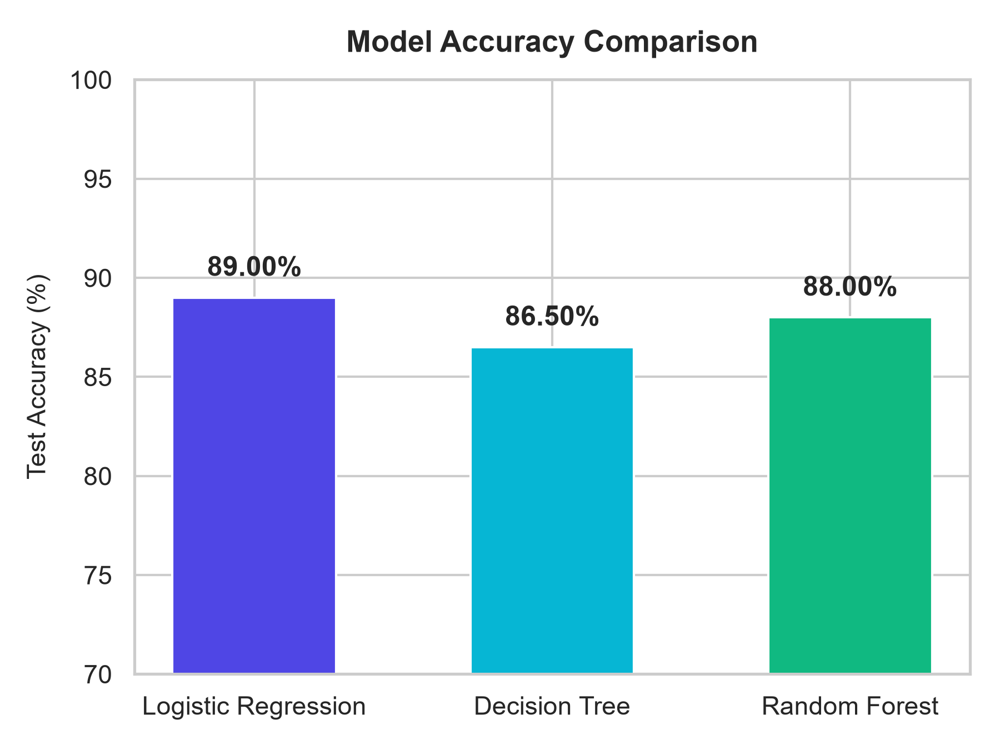 Model Accuracy Comparison
100
95
90
85
80
75
70
Test Accuracy (%)
89.00%
86.50%
88.00%
Logistic Regression
Decision Tree
Random Forest